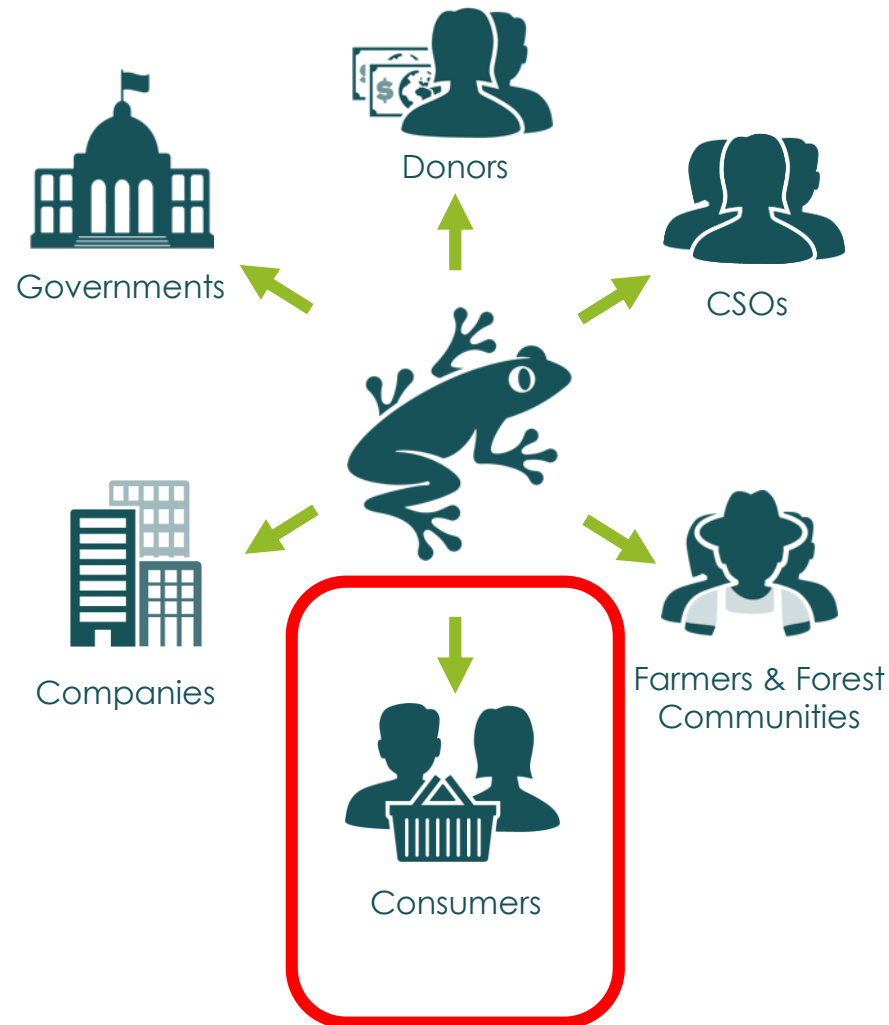 Donors
Governments
CSOs
Companies
Farmers & Forest
Communities
Consumers
$